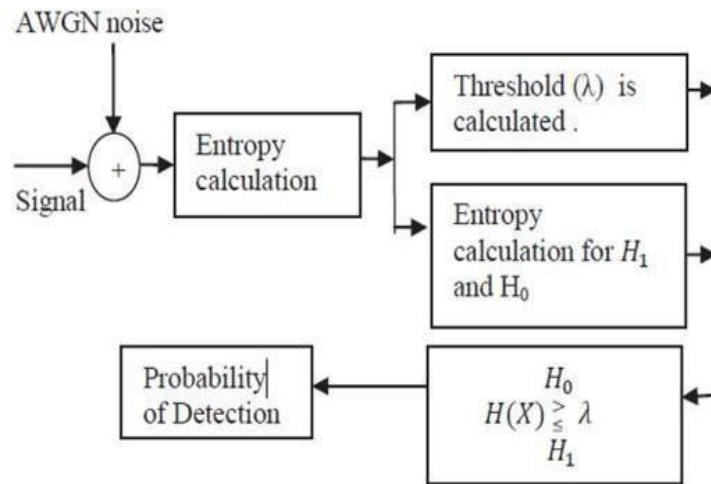 AWGN noise
Signal
+
Entropy
calculation
Threshold (λ) is
calculated .
Entropy
calculation for H₁
and H₀
H₀
H(X) ≷ λ
H₁
Probability
of Detection